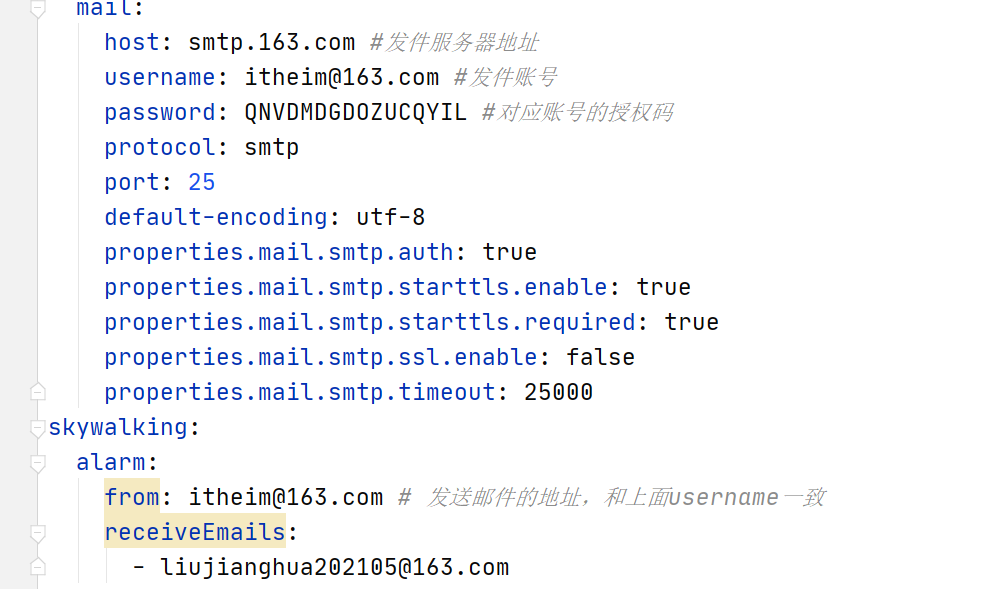 mail:
host: smtp.163.com #发件服务器地址
username: itheim@163.com #发件账号
password: QNVDMDGDOZUCQYIL #对应账号的授权码
protocol: smtp
port: 25
default-encoding: utf-8
properties.mail.smtp.auth: true
properties.mail.smtp.starttls.enable: true
properties.mail.smtp.starttls.required: true
properties.mail.smtp.ssl.enable: false
properties.mail.smtp.timeout: 25000
skywalking:
alarm:
from: itheim@163.com # 发送邮件的地址，和上面username一致
receiveEmails:
- liujianghua202105@163.com